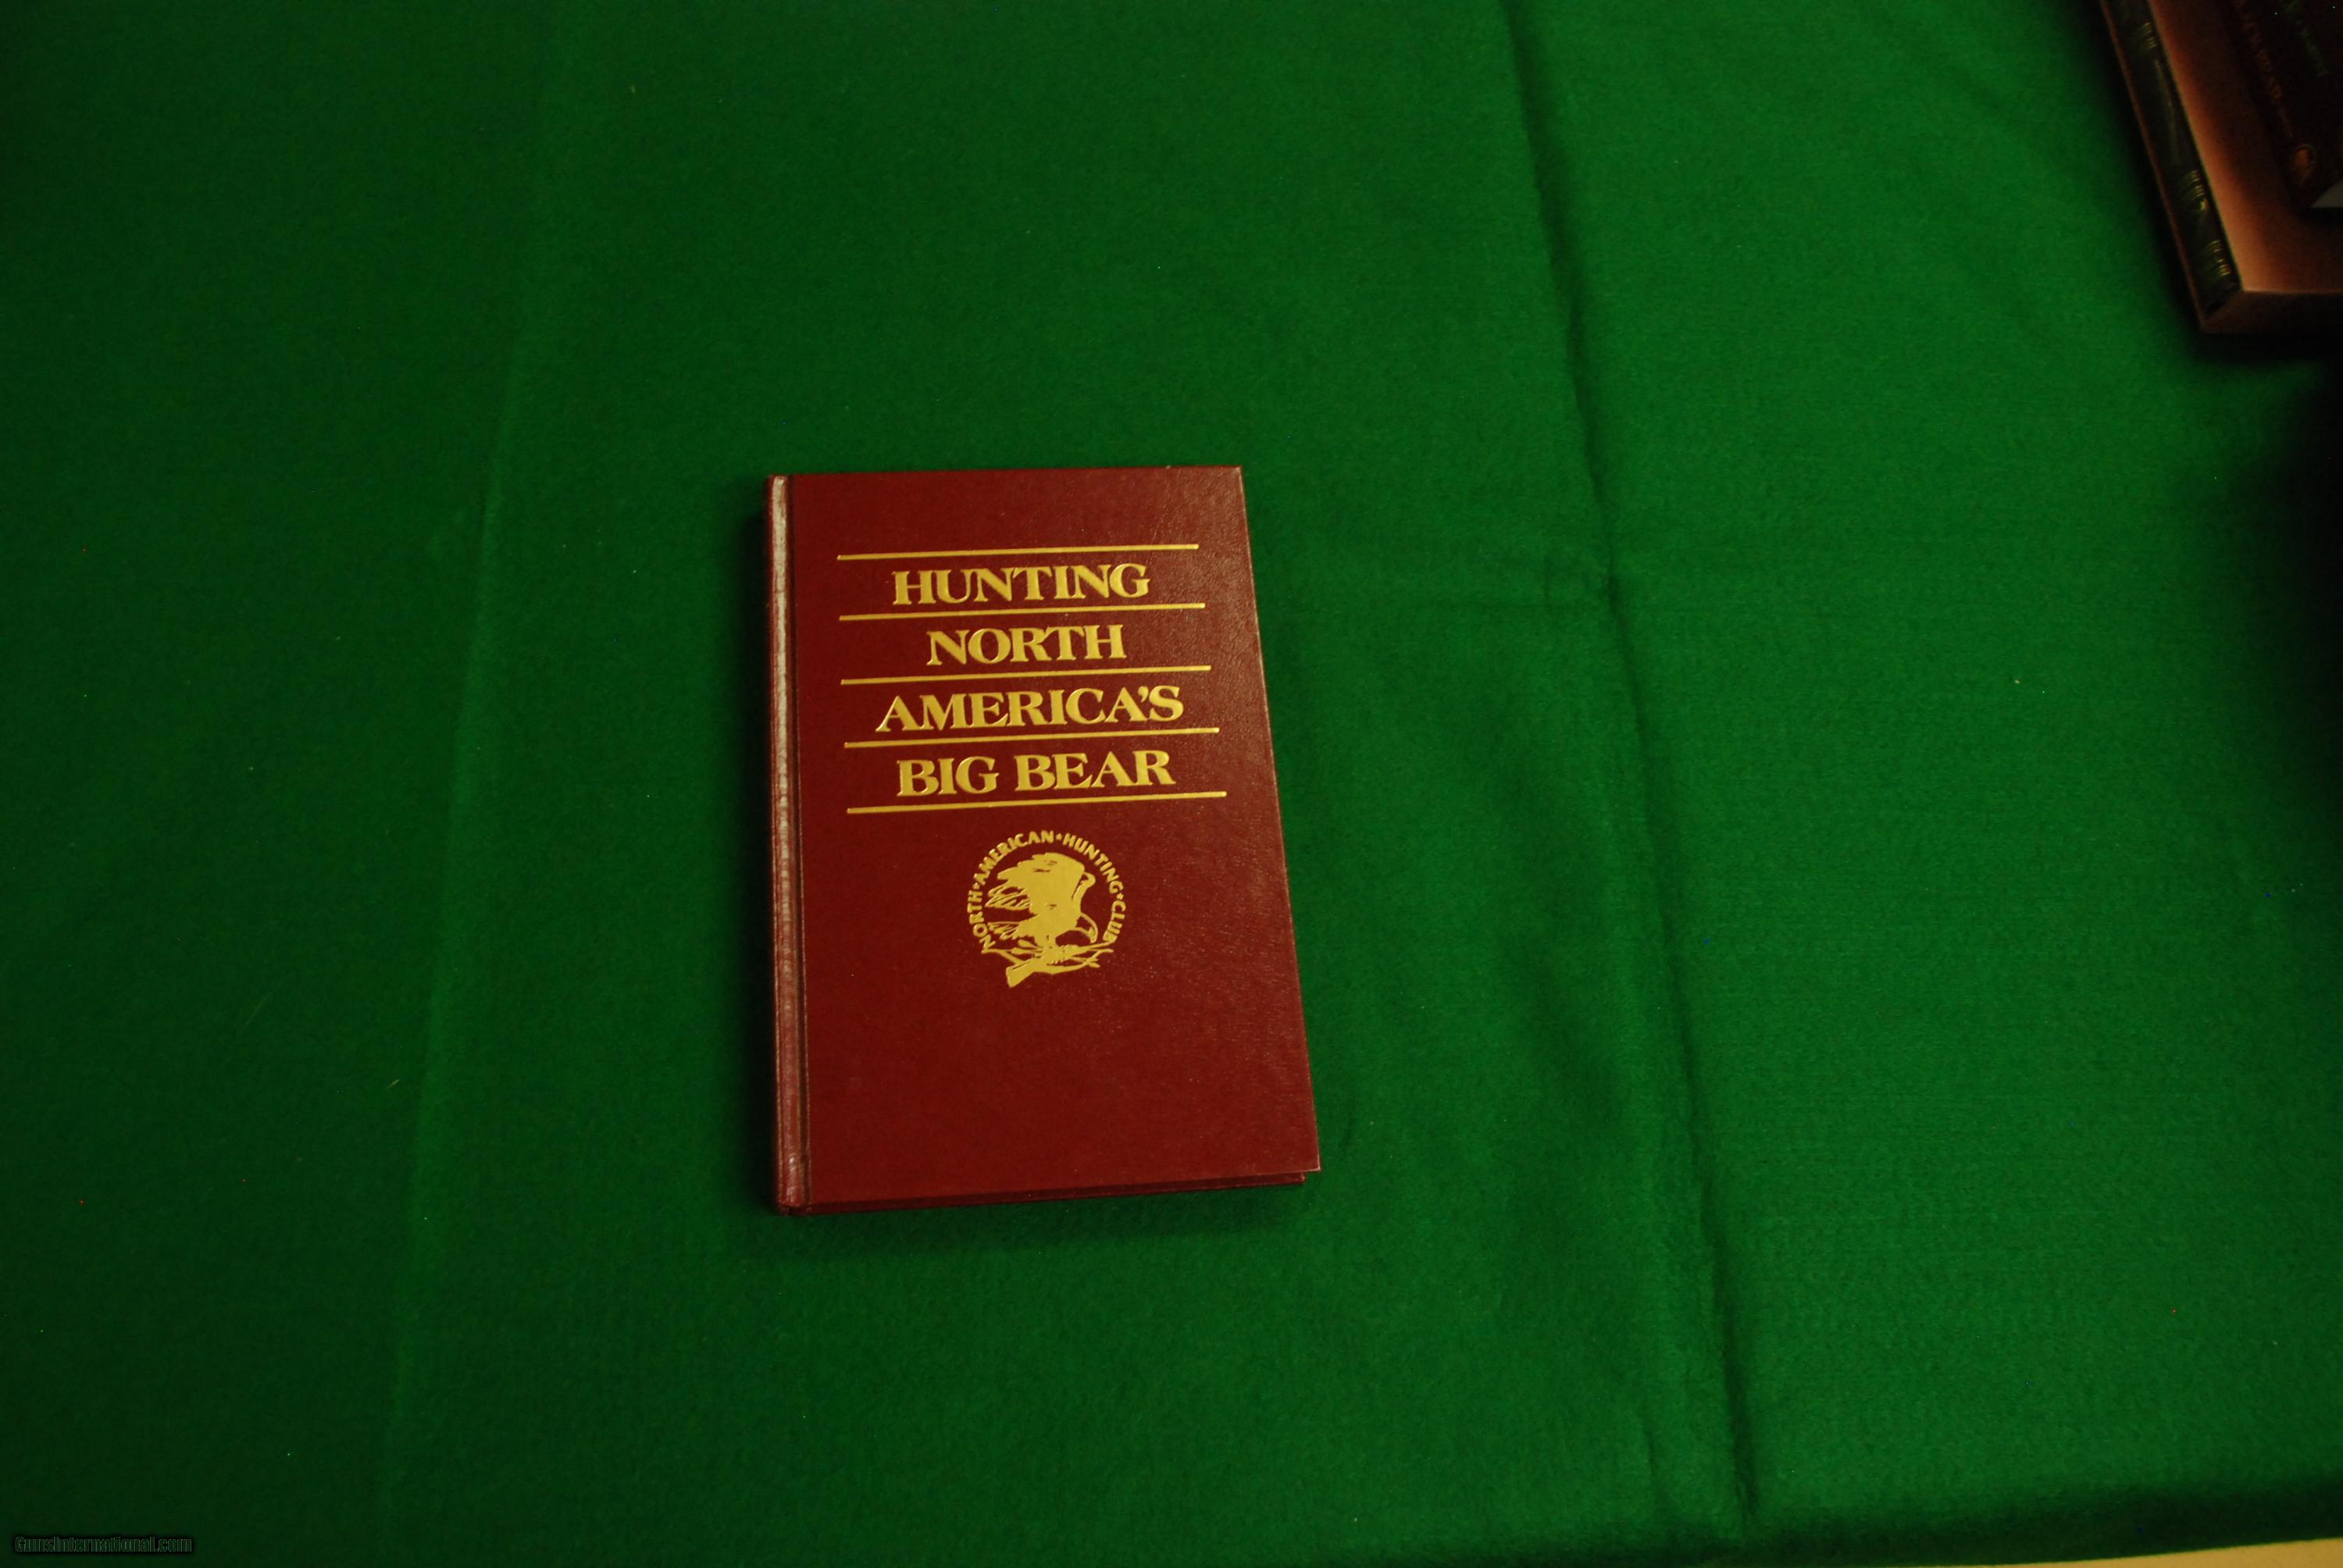 HUNTING
NORTH
AMERICA'S
BIG BEAR
NORTH•AMERICAN•HUNTING•CLUB
GunsInternational.com